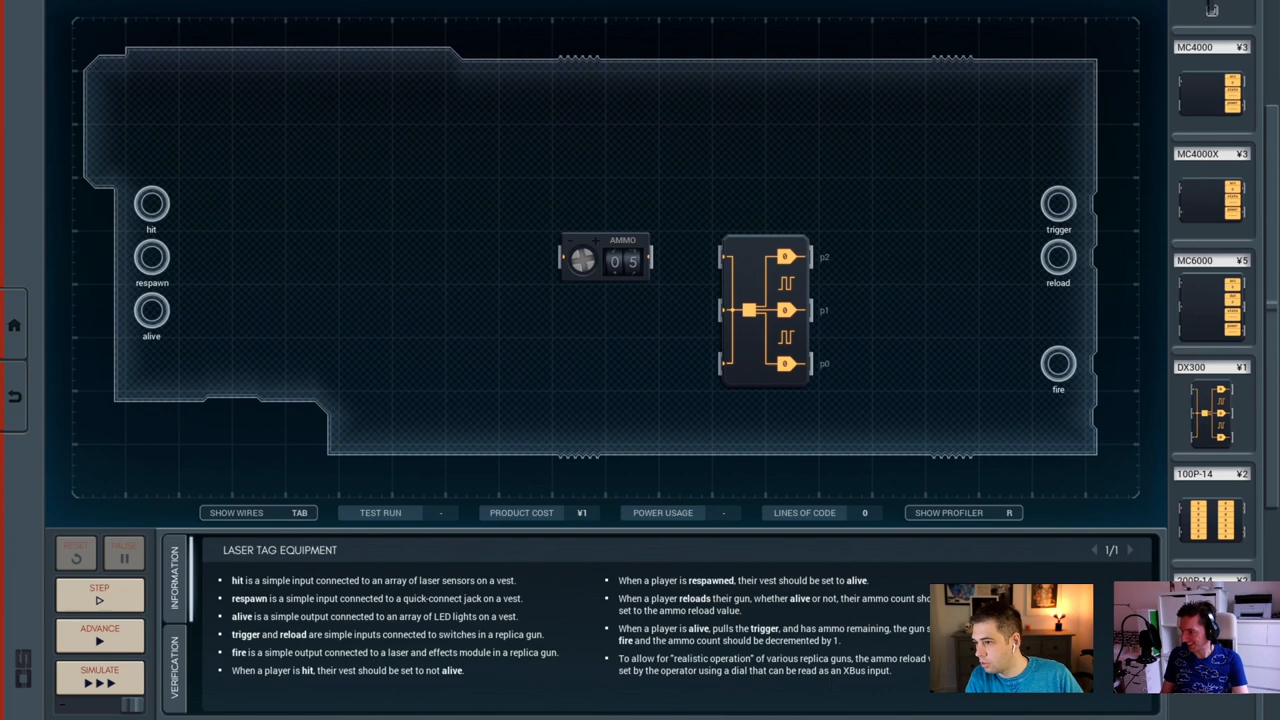 MC4000 ¥3
MC4000X ¥3
MC6000 ¥5
DX300 ¥1
100P-14 ¥2
hit
respawn
alive
AMMO
05
0
0
0
p2
p1
p0
trigger
reload
fire
SHOW WIRES TAB
TEST RUN -
PRODUCT COST ¥1
POWER USAGE -
LINES OF CODE 0
SHOW PROFILER R
RESET
PAUSE
STEP
ADVANCE
SIMULATE
INFORMATION
VERIFICATION
LASER TAG EQUIPMENT
1/1
hit is a simple input connected to an array of laser sensors on a vest.
respawn is a simple input connected to a quick-connect jack on a vest.
alive is a simple output connected to an array of LED lights on a vest.
trigger and reload are simple inputs connected to switches in a replica gun.
fire is a simple output connected to a laser and effects module in a replica gun.
When a player is hit, their vest should be set to not alive.
When a player is respawned, their vest should be set to alive.
When a player reloads their gun, whether alive or not, their ammo count
set to the ammo reload value.
When a player is alive, pulls the trigger, and has ammo remaining, the gun
fire and the ammo count should be decremented by 1.
To allow for "realistic operation" of various replica guns, the ammo reload
set by the operator using a dial that can be read as an XBus input.